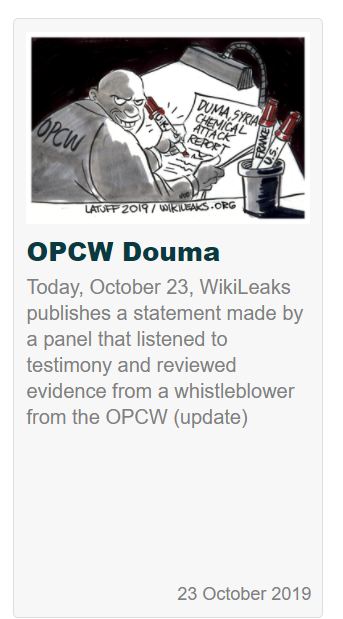 OPCW
U.K.
DUMA, SYRIA
CHEMICAL
ATTACK
REPORT
FRANCE
U.S.
LATUFF 2019 / WIKILEAKS.ORG
OPCW Douma
Today, October 23, WikiLeaks
publishes a statement made by
a panel that listened to
testimony and reviewed
evidence from a whistleblower
from the OPCW (update)
23 October 2019